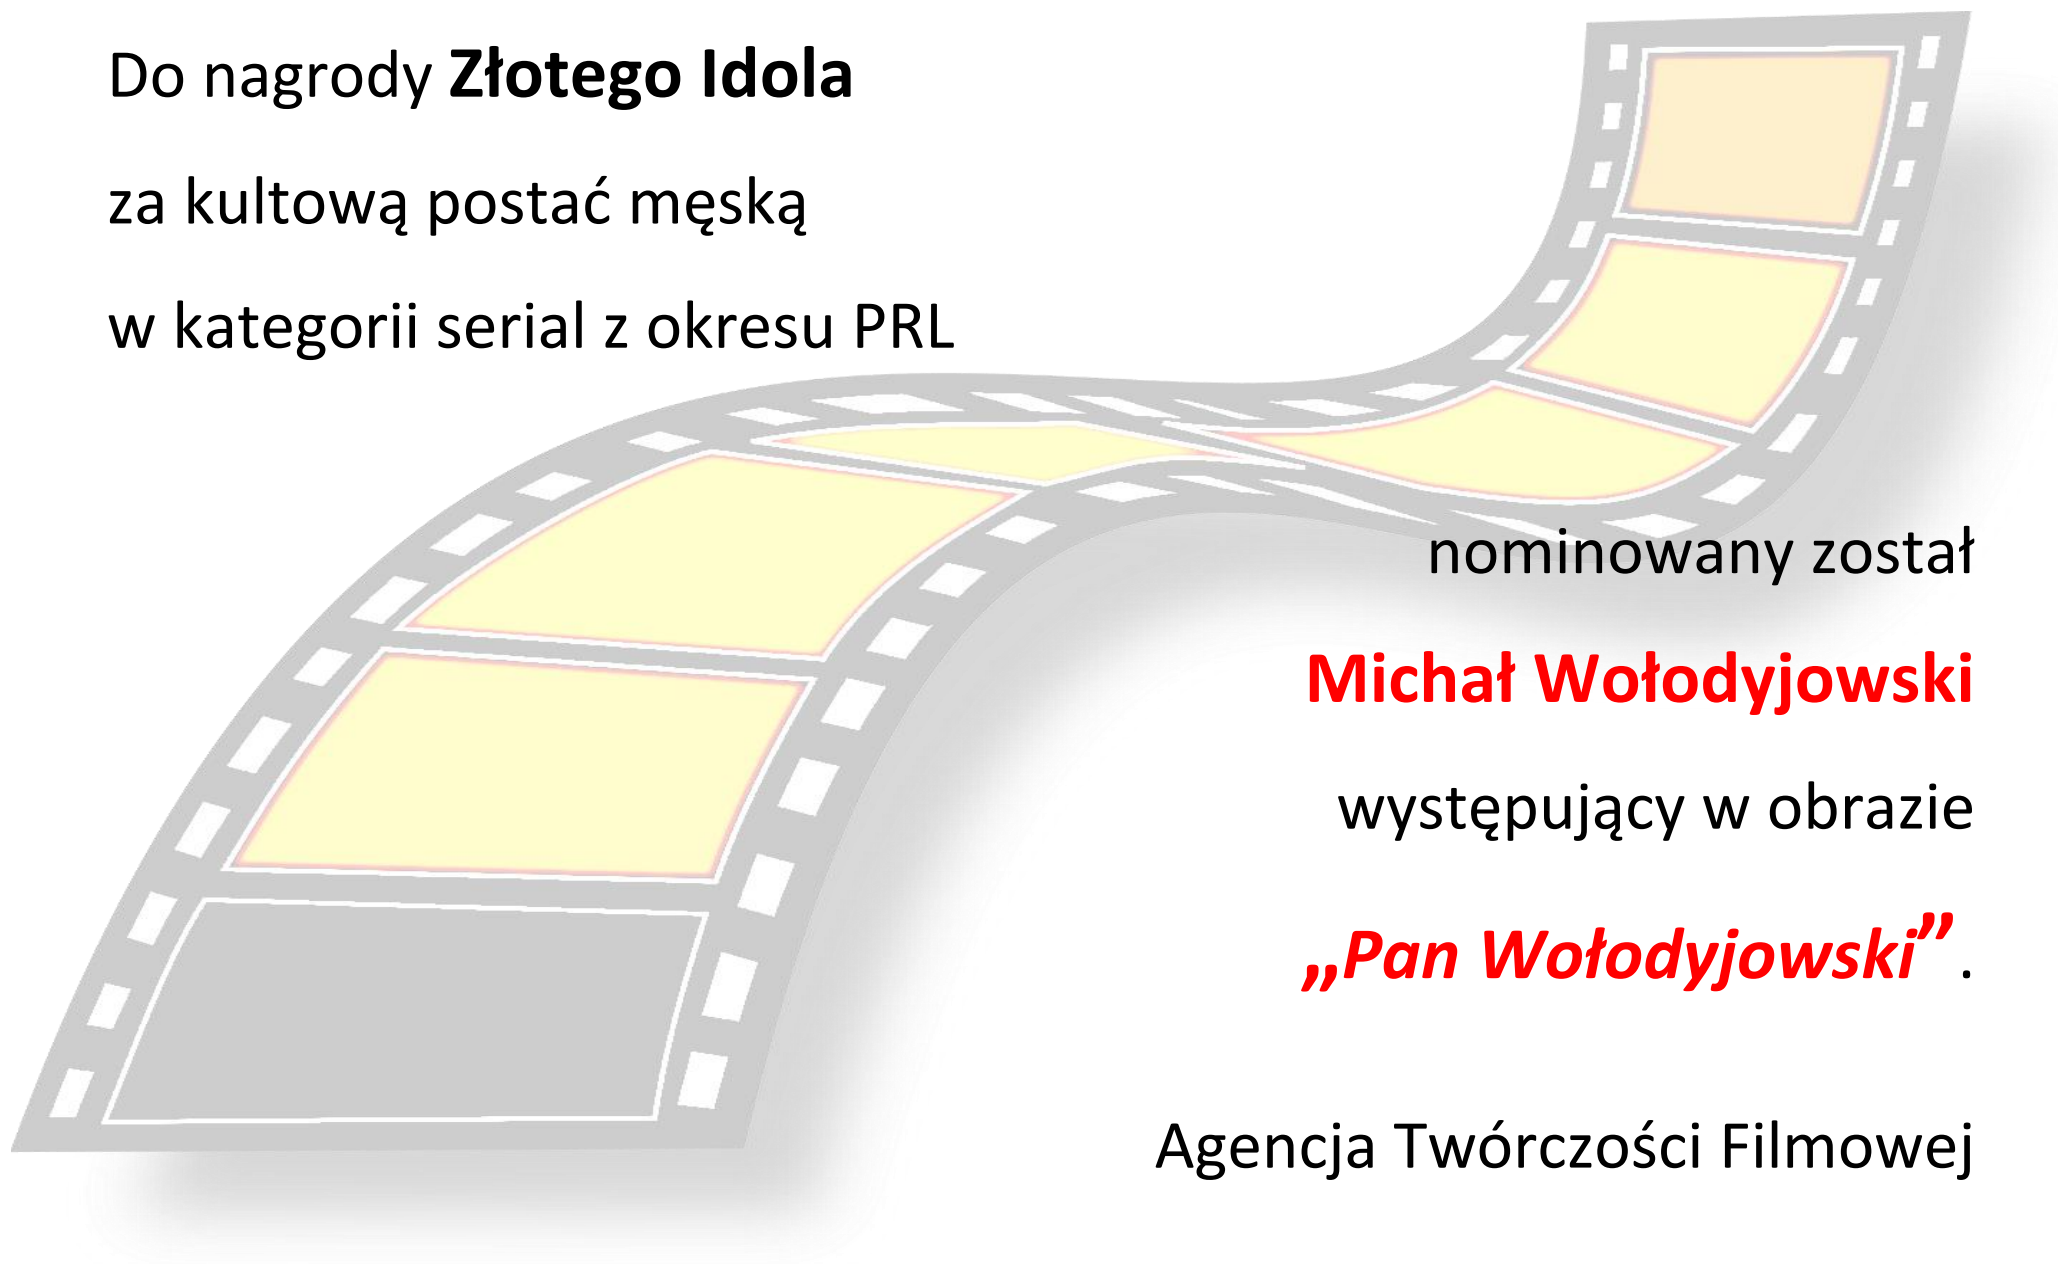 Do nagrody Złotego Idola
za kultową postać męską
w kategorii serial z okresu PRL
nominowany został
Michał Wołodyjowski
występujący w obrazie
„Pan Wołodyjowski” .
Agencja Twórczości Filmowej